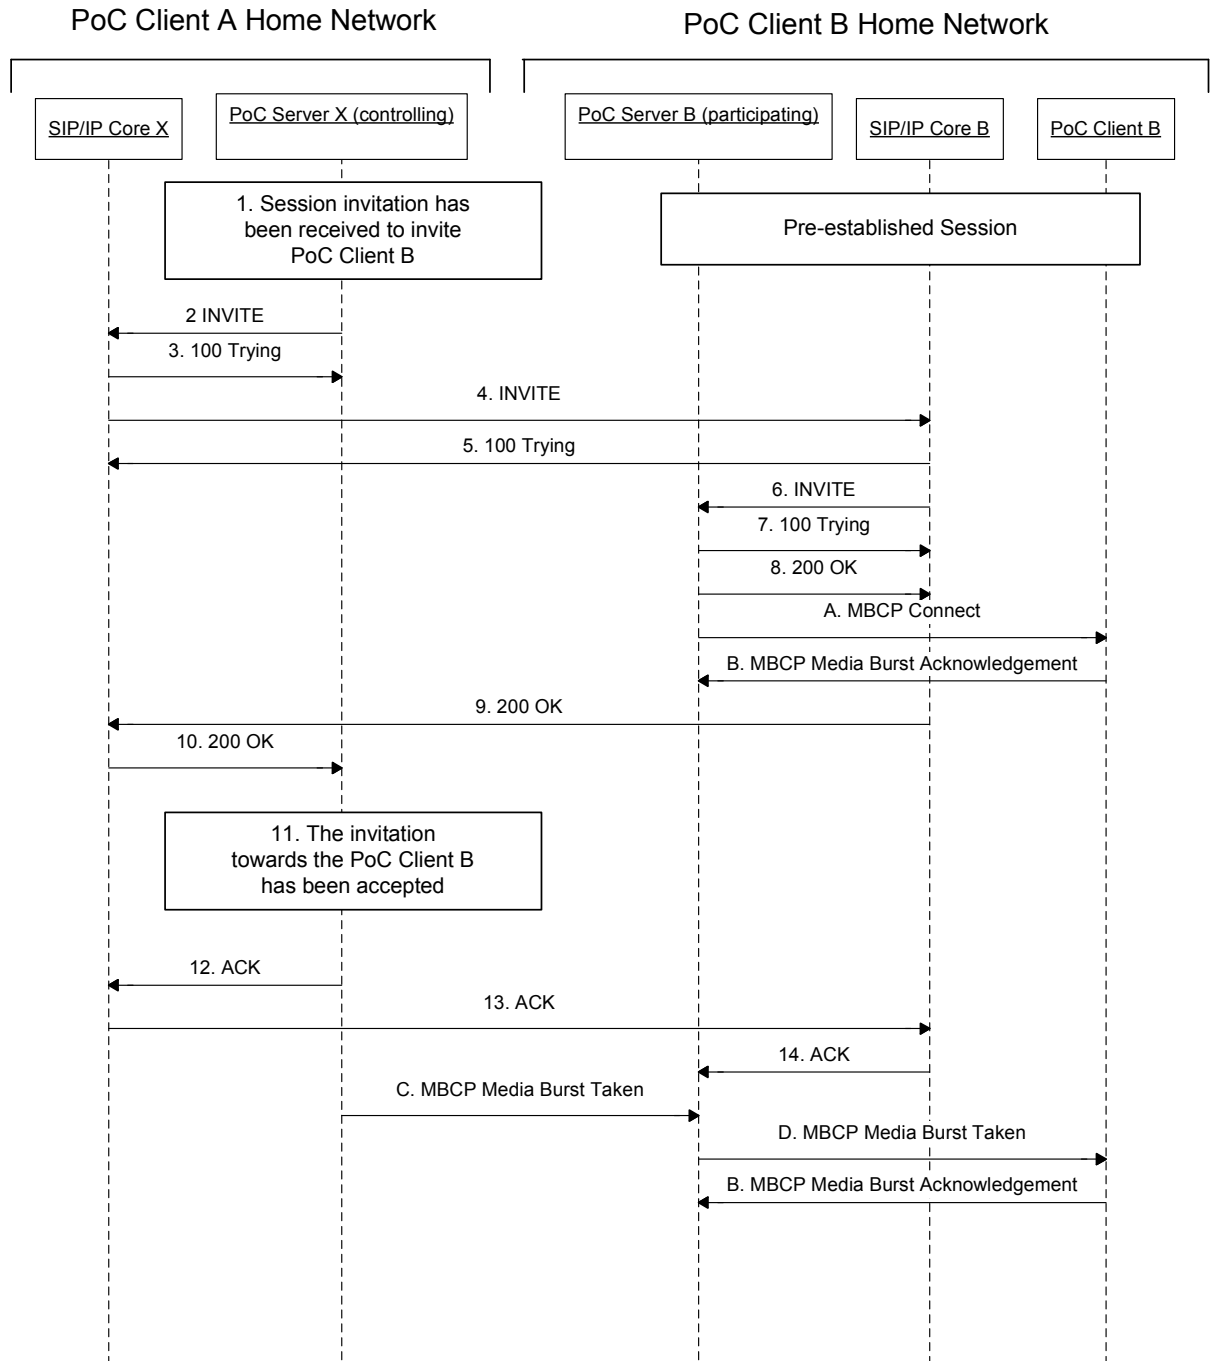 PoC Client A Home Network
PoC Client B Home Network
SIP/IP Core X
PoC Server X (controlling)
PoC Server B (participating)
SIP/IP Core B
PoC Client B
1. Session invitation has
been received to invite
PoC Client B
Pre-established Session
2 INVITE
3. 100 Trying
4. INVITE
5. 100 Trying
6. INVITE
7. 100 Trying
8. 200 OK
A. MBCP Connect
B. MBCP Media Burst Acknowledgement
9. 200 OK
10. 200 OK
11. The invitation
towards the PoC Client B
has been accepted
12. ACK
13. ACK
14. ACK
C. MBCP Media Burst Taken
D. MBCP Media Burst Taken
B. MBCP Media Burst Acknowledgement